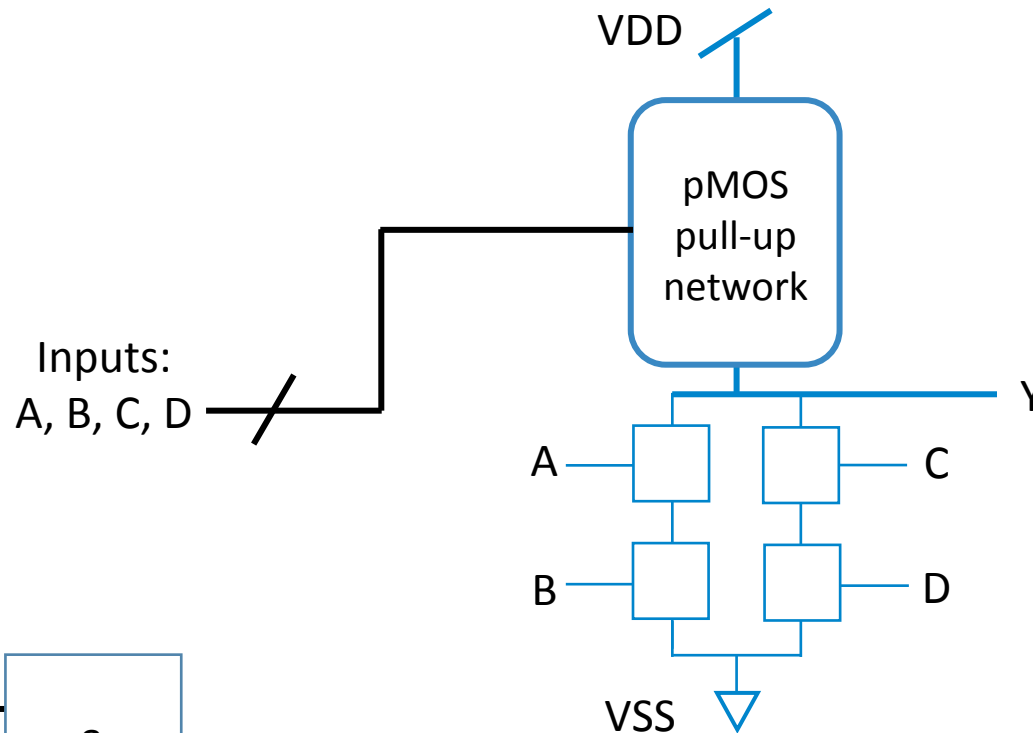 VDD
pMOS
pull-up
network
Inputs:
A, B, C, D
Y
A
C
B
D
VSS